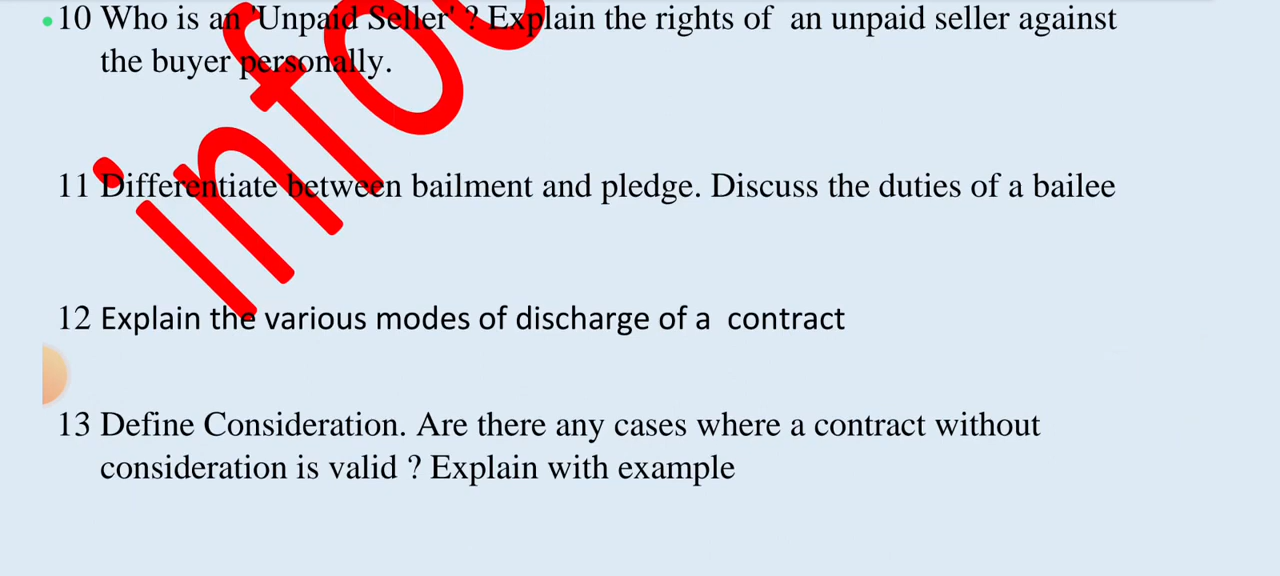 •10 Who is an 'Unpaid Seller' ? Explain the rights of an unpaid seller against
the buyer personally.
11 Differentiate between bailment and pledge. Discuss the duties of a bailee
12 Explain the various modes of discharge of a contract
13 Define Consideration. Are there any cases where a contract without
consideration is valid ? Explain with example